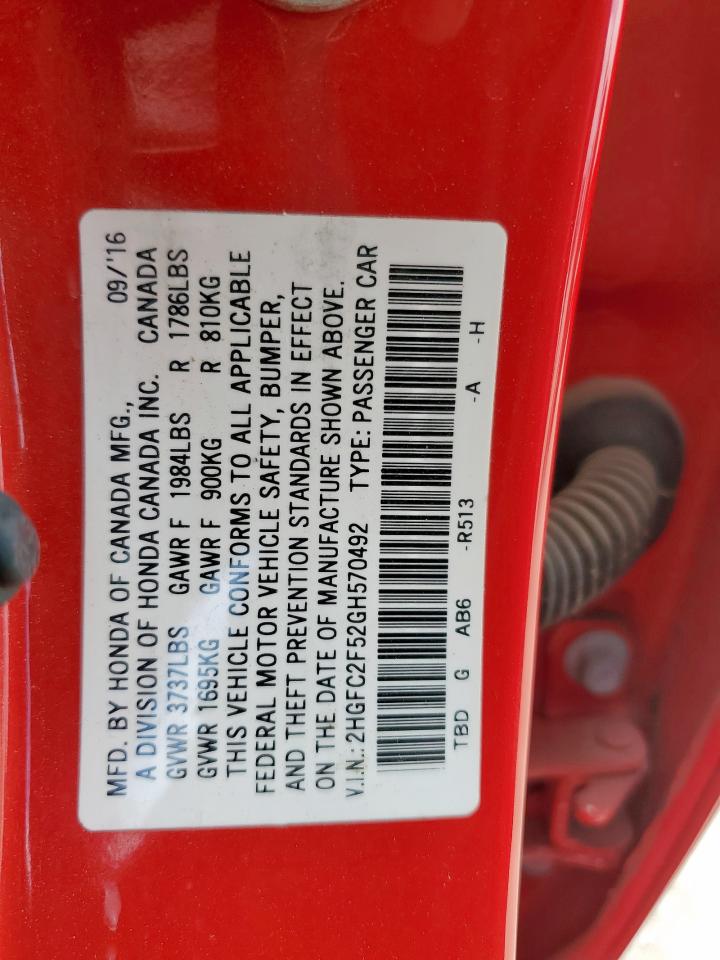 MFD. BY HONDA OF CANADA MFG., 09/'16
A DIVISION OF HONDA CANADA INC. CANADA
GVWR 3737LBS GAWR F 1984LBS R 1786LBS
GVWR 1695KG GAWR F 900KG R 810KG
THIS VEHICLE CONFORMS TO ALL APPLICABLE
FEDERAL MOTOR VEHICLE SAFETY, BUMPER,
AND THEFT PREVENTION STANDARDS IN EFFECT
ON THE DATE OF MANUFACTURE SHOWN ABOVE.
V.I.N.: 2HGFC2F52GH570492 TYPE: PASSENGER CAR
TBD G AB6 -R513 -A -H